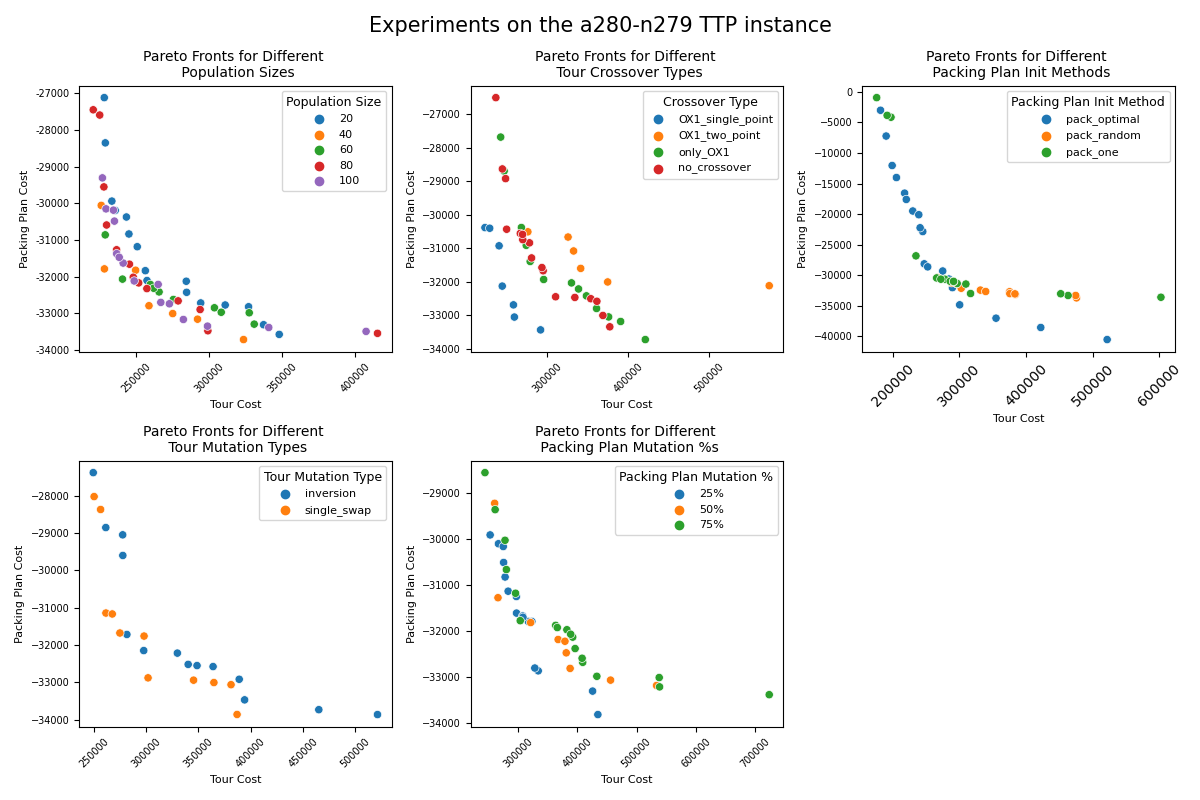 Experiments on the a280-n279 TTP instance
Pareto Fronts for Different
Population Sizes
-27000
-28000
-29000
-30000
-31000
-32000
-33000
-34000
Packing Plan Cost
Population Size
20
40
60
80
100
250000
300000
350000
400000
Tour Cost
Pareto Fronts for Different
Tour Crossover Types
−27000
−28000
−29000
−30000
−31000
−32000
−33000
−34000
Packing Plan Cost
Crossover Type
OX1_single_point
OX1_two_point
only_OX1
no_crossover
300000
400000
500000
Tour Cost
Pareto Fronts for Different
Packing Plan Init Methods
0
−5000
−10000
−15000
−20000
−25000
−30000
−35000
−40000
Packing Plan Cost
Packing Plan Init Method
pack_optimal
pack_random
pack_one
200000
300000
400000
500000
600000
Tour Cost
Pareto Fronts for Different
Tour Mutation Types
−28000
−29000
−30000
−31000
−32000
−33000
−34000
Packing Plan Cost
Tour Mutation Type
inversion
single_swap
250000
300000
350000
400000
450000
500000
Tour Cost
Pareto Fronts for Different
Packing Plan Mutation %s
−29000
−30000
−31000
−32000
−33000
−34000
Packing Plan Cost
Packing Plan Mutation %
25%
50%
75%
300000
400000
500000
600000
700000
Tour Cost